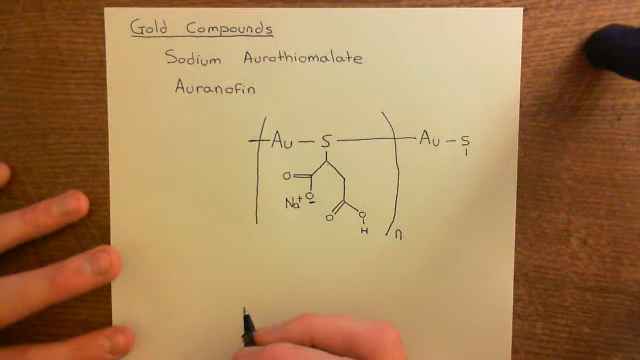 Gold Compounds
Sodium Aurothiomalate
Auranofin
Au S Au S
O O
Na+ -
O O
H
n